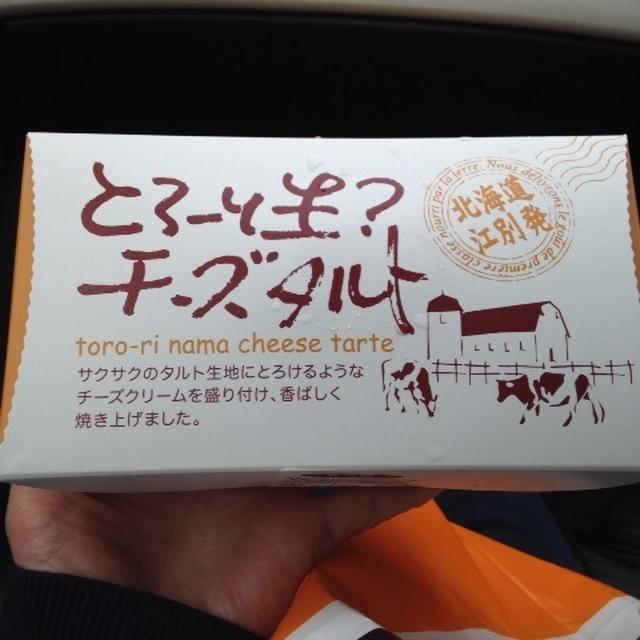 とろーり生?
チーズタルト
toro-ri nama cheese tarte
サクサクのタルト生地にとろけるような
チーズクリームを盛り付け、香ばしく
焼き上げました。
北海道
江別発